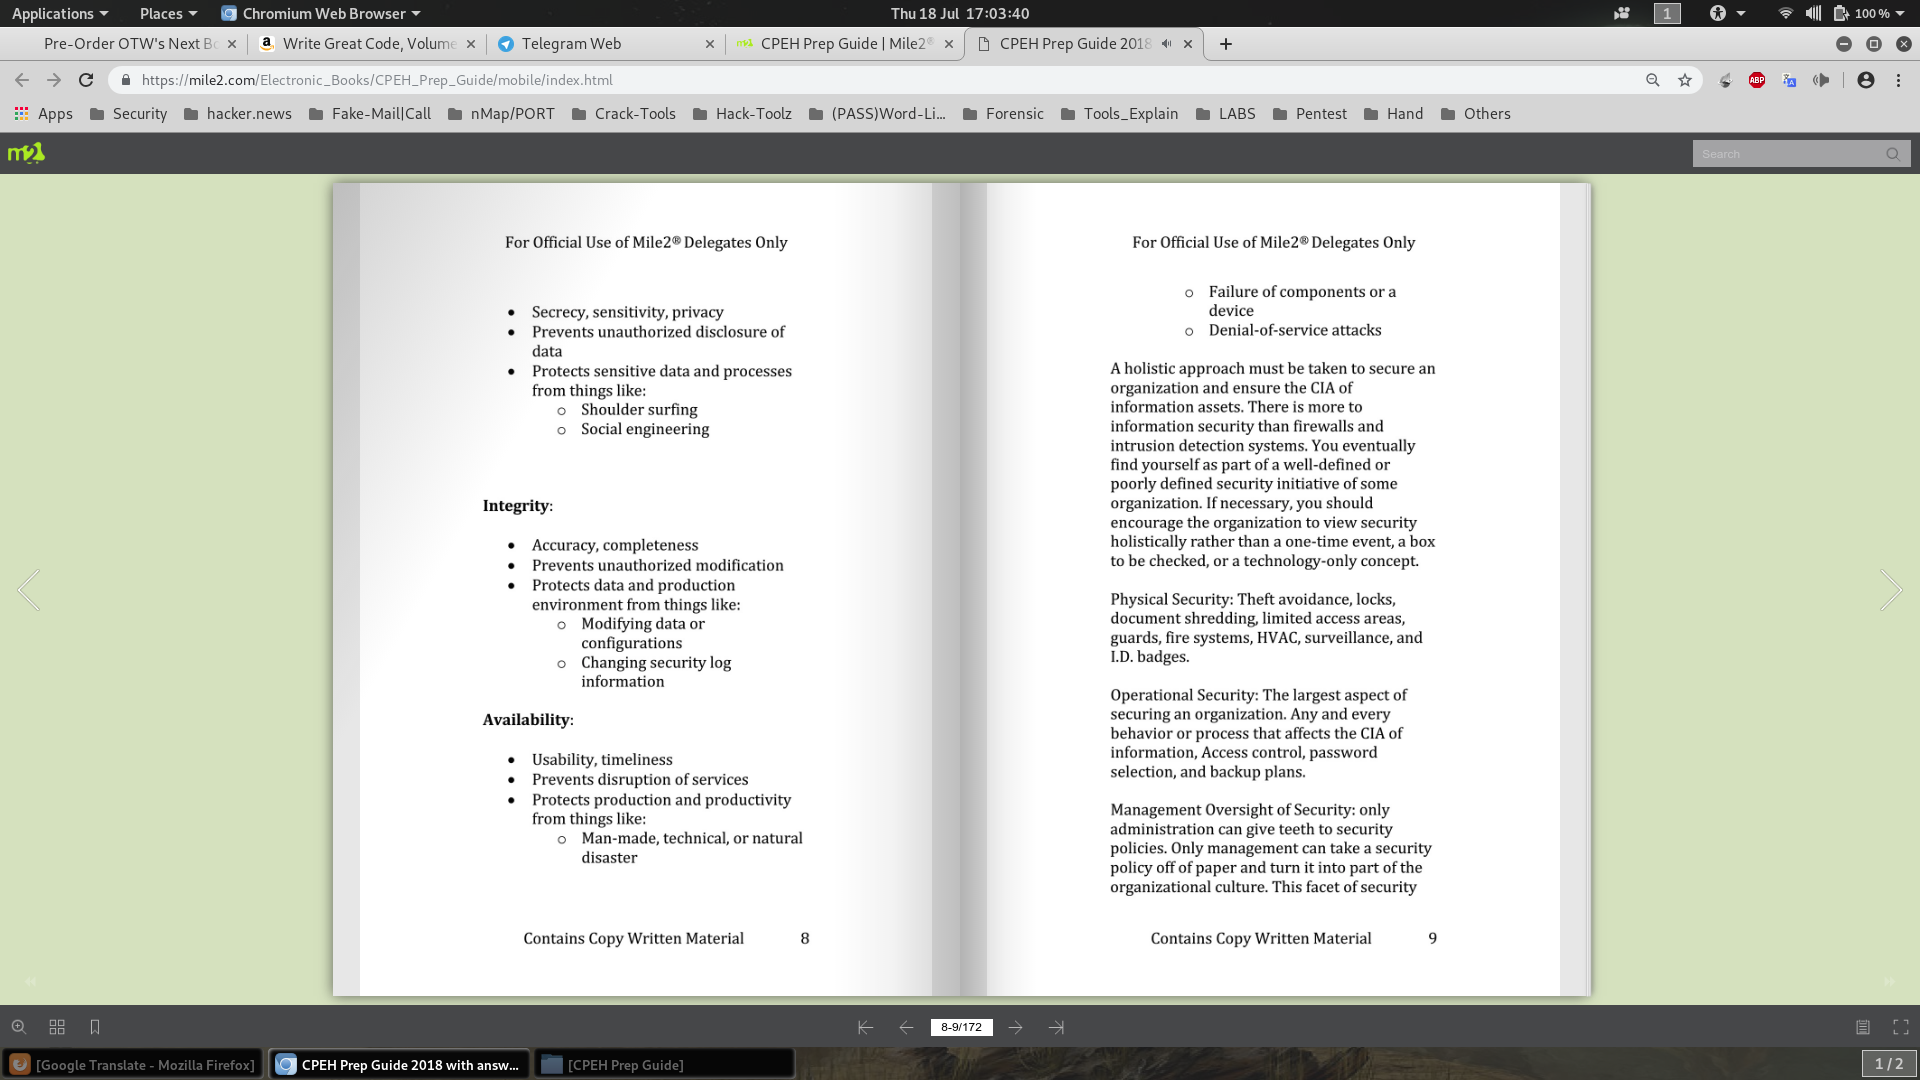 Applications
Places
Chromium Web Browser
Thu 18 Jul 17:03:40
1
100 %
Pre-Order OTW's Next Bo
Write Great Code, Volume
Telegram Web
CPEH Prep Guide | Mile2®
CPEH Prep Guide 2018
https://mile2.com/Electronic_Books/CPEH_Prep_Guide/mobile/index.html
ABP
Apps
Security
hacker.news
Fake-Mail|Call
nMap/PORT
Crack-Tools
Hack-Toolz
(PASS)Word-Li...
Forensic
Tools_Explain
LABS
Pentest
Hand
Others
m2
Search
For Official Use of Mile2® Delegates Only
• Secrecy, sensitivity, privacy
• Prevents unauthorized disclosure of
data
• Protects sensitive data and processes
from things like:
o Shoulder surfing
o Social engineering
Integrity:
• Accuracy, completeness
• Prevents unauthorized modification
• Protects data and production
environment from things like:
o Modifying data or
configurations
o Changing security log
information
Availability:
• Usability, timeliness
• Prevents disruption of services
• Protects production and productivity
from things like:
o Man-made, technical, or natural
disaster
Contains Copy Written Material 8
For Official Use of Mile2® Delegates Only
o Failure of components or a
device
o Denial-of-service attacks
A holistic approach must be taken to secure an
organization and ensure the CIA of
information assets. There is more to
information security than firewalls and
intrusion detection systems. You eventually
find yourself as part of a well-defined or
poorly defined security initiative of some
organization. If necessary, you should
encourage the organization to view security
holistically rather than a one-time event, a box
to be checked, or a technology-only concept.
Physical Security: Theft avoidance, locks,
document shredding, limited access areas,
guards, fire systems, HVAC, surveillance, and
I.D. badges.
Operational Security: The largest aspect of
securing an organization. Any and every
behavior or process that affects the CIA of
information, Access control, password
selection, and backup plans.
Management Oversight of Security: only
administration can give teeth to security
policies. Only management can take a security
policy off of paper and turn it into part of the
organizational culture. This facet of security
Contains Copy Written Material 9
8-9/172
[Google Translate - Mozilla Firefox]
CPEH Prep Guide 2018 with answ...
[CPEH Prep Guide]
1 / 2